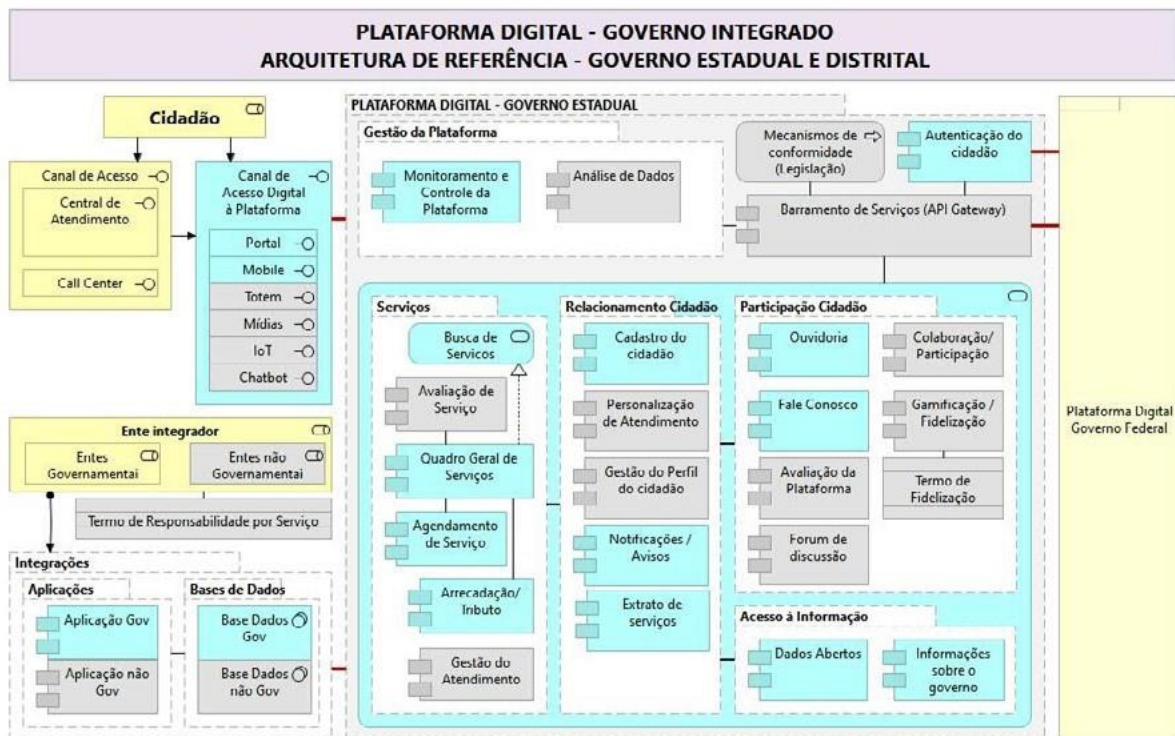 PLATAFORMA DIGITAL - GOVERNO INTEGRADO
ARQUITETURA DE REFERÊNCIA - GOVERNO ESTADUAL E DISTRITAL
Cidadão
Canal de Acesso
Central de
Atendimento
Call Center
Canal de
Acesso Digital
à Plataforma
Portal
Mobile
Totem
Mídias
IoT
Chatbot
Ente integrador
Entes
Governamentai
Entes não
Governamentai
Termo de Responsabilidade por Serviço
Integrações
Aplicações
Aplicação Gov
Aplicação não
Gov
Bases de Dados
Base Dados
Gov
Base Dados
não Gov
PLATAFORMA DIGITAL - GOVERNO ESTADUAL
Gestão da Plataforma
Monitoramento e
Controle da
Plataforma
Análise de Dados
Mecanismos de
conformidade
(Legislação)
Autenticação do
cidadão
Barramento de Serviços (API Gateway)
Serviços
Busca de
Servicos
Avaliação de
Serviço
Quadro Geral de
Serviços
Agendamento
de Serviço
Arrecadação/
Tributo
Gestão do
Atendimento
Relacionamento Cidadão
Cadastro do
cidadão
Personalização
de Atendimento
Gestão do Perfil
do cidadão
Notificações /
Avisos
Extrato de
serviços
Participação Cidadão
Ouvidoria
Colaboração/
Participação
Fale Conosco
Gamificação /
Fidelização
Avaliação da
Plataforma
Termo de
Fidelização
Forum de
discussão
Acesso à Informação
Dados Abertos
Informações
sobre o
governo
Plataforma Digital
Governo Federal